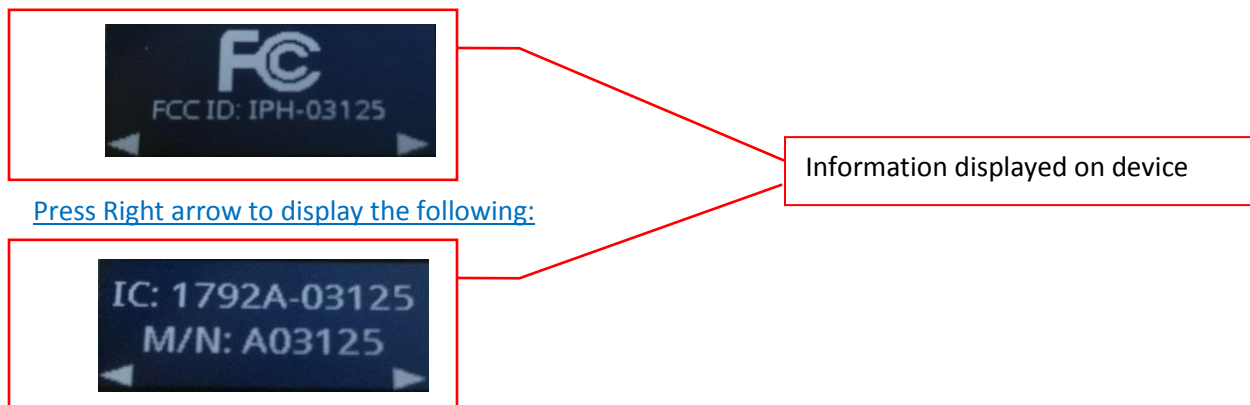 FC
FCC ID: IPH-03125
Information displayed on device
Press Right arrow to display the following:
IC: 1792A-03125
M/N: A03125